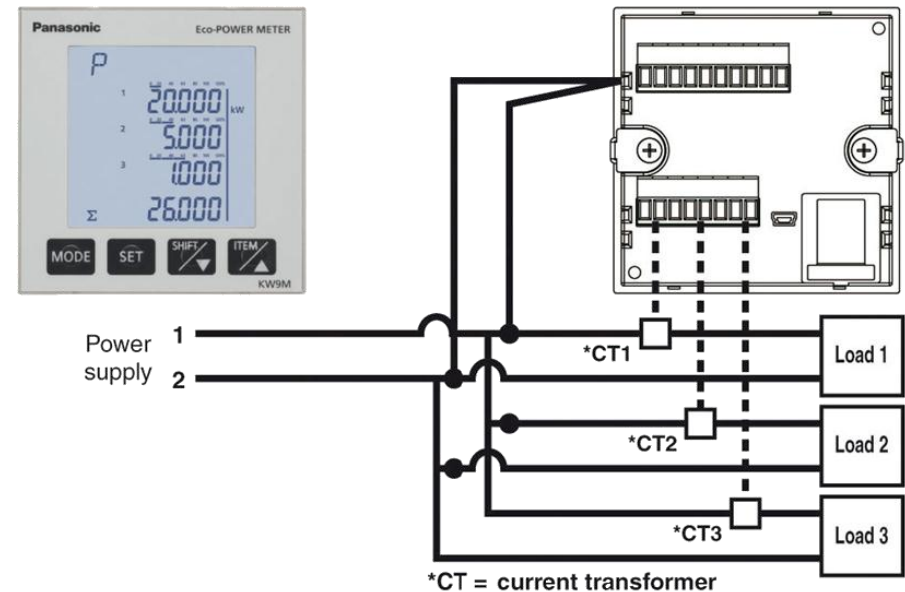 Panasonic
Eco-POWER METER
P
1 20.000 kW
2 5.000
3 1.000
Σ 26.000
MODE SET SHIFT ITEM
KW9M
Power supply
1
2
*CT1
Load 1
*CT2
Load 2
*CT3
Load 3
*CT = current transformer